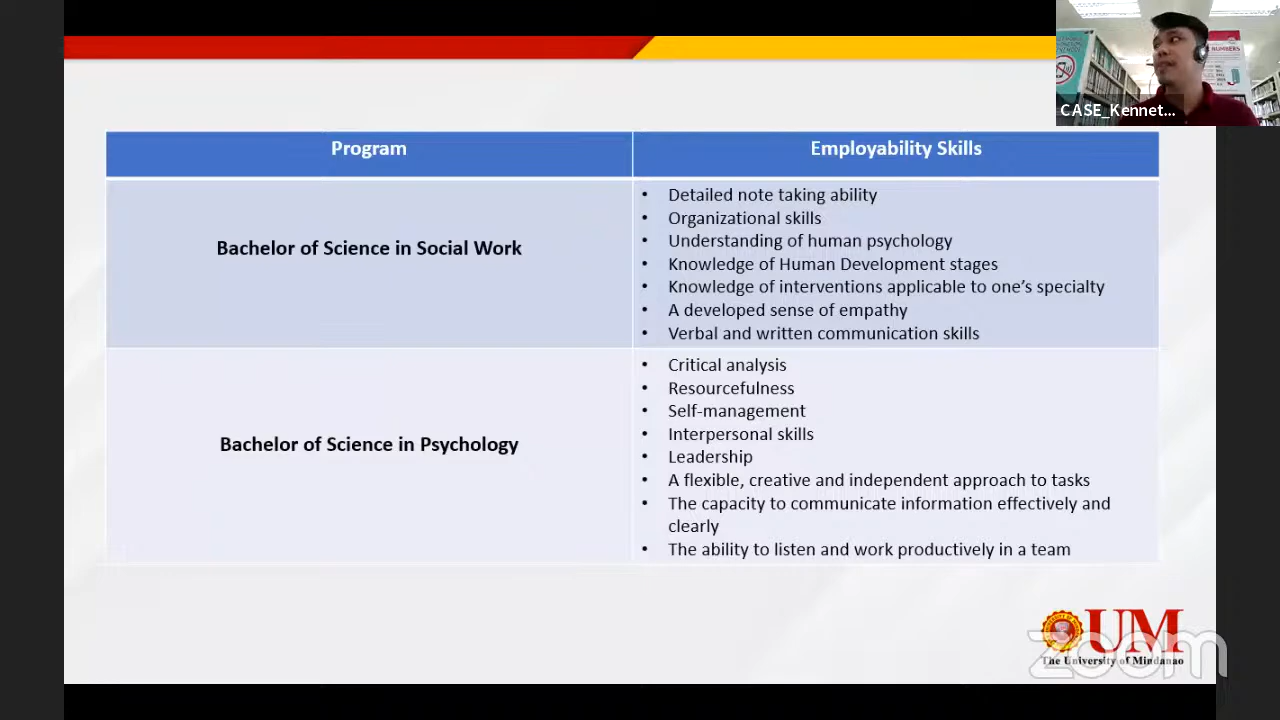 CASE_Kennet...
NUMBERS
Program
Employability Skills
Bachelor of Science in Social Work
• Detailed note taking ability
• Organizational skills
• Understanding of human psychology
• Knowledge of Human Development stages
• Knowledge of interventions applicable to one’s specialty
• A developed sense of empathy
• Verbal and written communication skills
Bachelor of Science in Psychology
• Critical analysis
• Resourcefulness
• Self-management
• Interpersonal skills
• Leadership
• A flexible, creative and independent approach to tasks
• The capacity to communicate information effectively and
clearly
• The ability to listen and work productively in a team
UM
The University of Mindanao
zoom